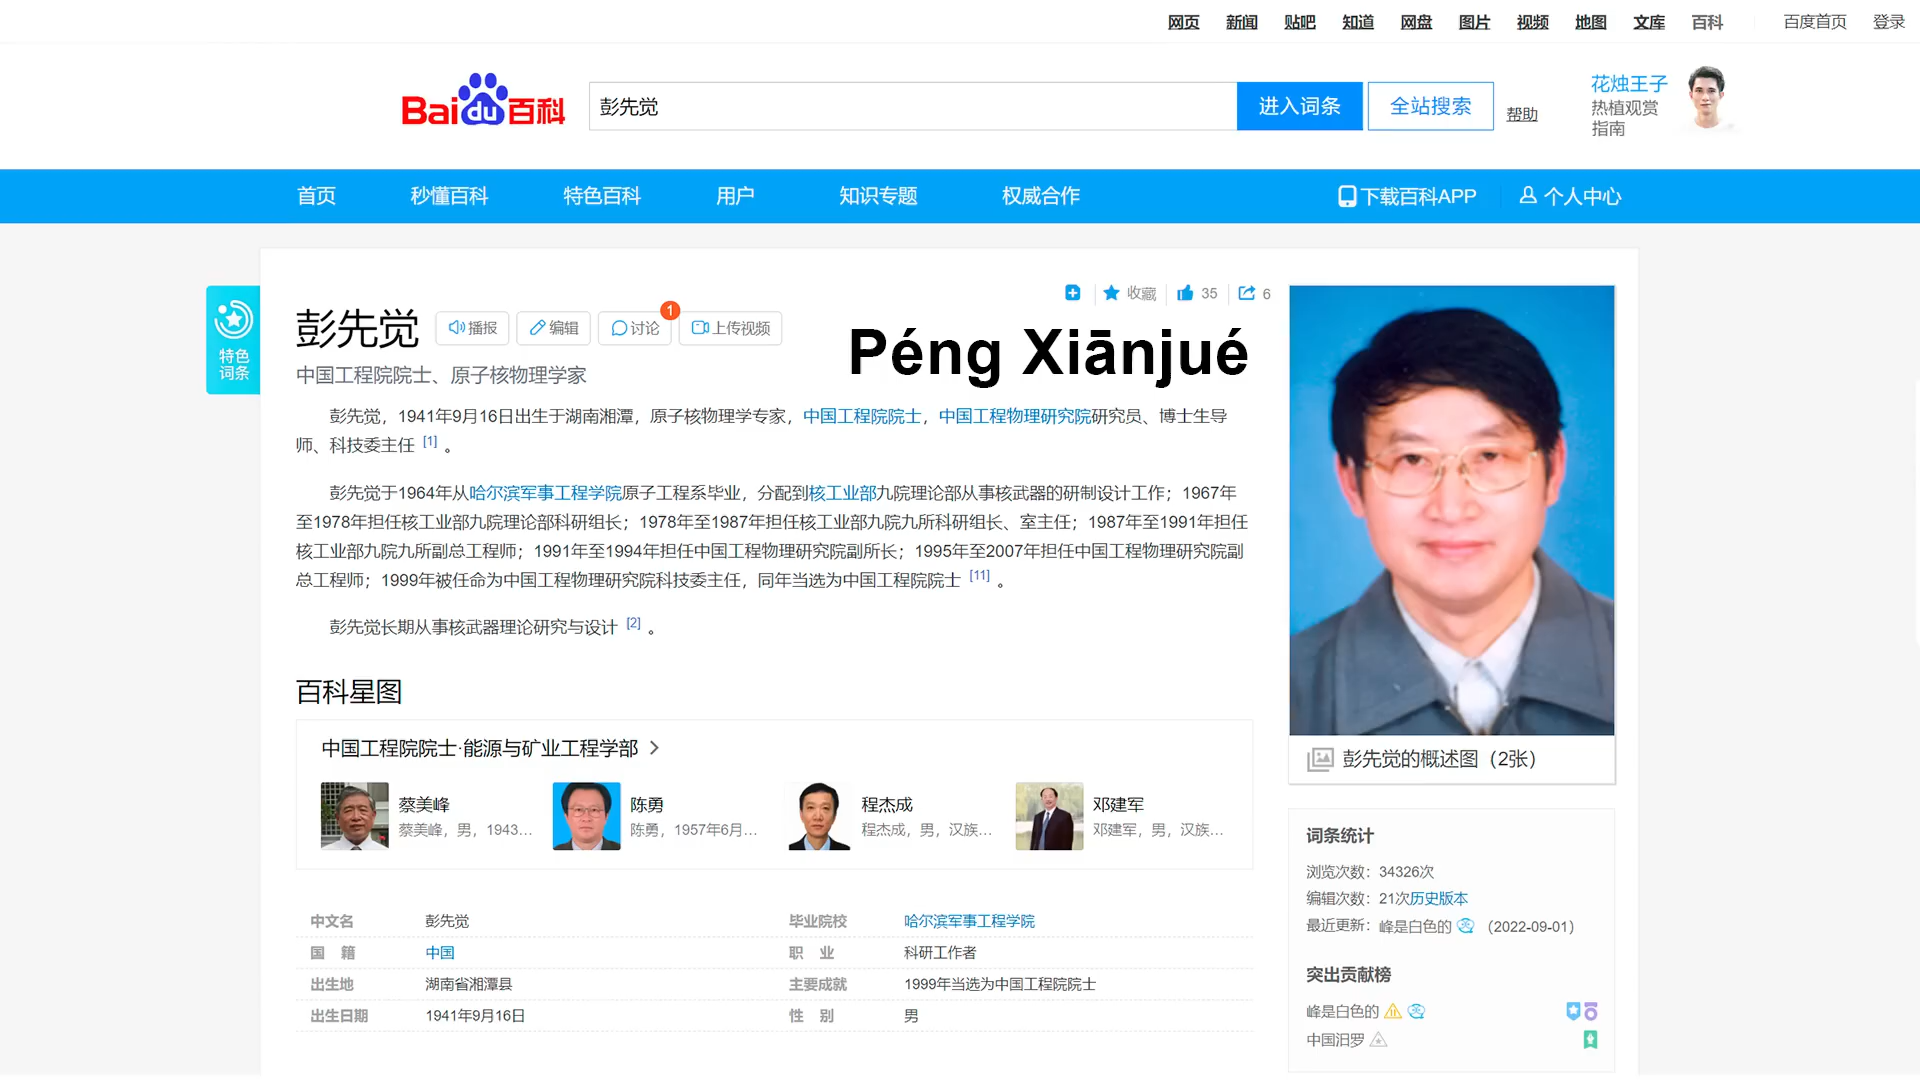 网页 新闻 贴吧 知道 网盘 图片 视频 地图 文库 百科 百度首页 登录
Baidu百科
彭先觉
进入词条
全站搜索
帮助
花烛王子
热植观赏
指南
首页 秒懂百科 特色百科 用户 知识专题 权威合作 下载百科APP 个人中心
特色
词条
收藏 35 6
彭先觉 播报 编辑 讨论 1 上传视频
Péng Xiānjué
中国工程院院士、原子核物理学家
彭先觉，1941年9月16日出生于湖南湘潭，原子核物理学专家，中国工程院院士，中国工程物理研究院研究员、博士生导
师、科技委主任 [1] 。
彭先觉于1964年从哈尔滨军事工程学院原子工程系毕业，分配到核工业部九院理论部从事核武器的研制设计工作；1967年
至1978年担任核工业部九院理论部科研组长；1978年至1987年担任核工业部九院九所科研组长、室主任；1987年至1991年担任
核工业部九院九所副总工程师；1991年至1994年担任中国工程物理研究院副所长；1995年至2007年担任中国工程物理研究院副
总工程师；1999年被任命为中国工程物理研究院科技委主任，同年当选为中国工程院院士 [11] 。
彭先觉长期从事核武器理论研究与设计 [2] 。
百科星图
中国工程院院士·能源与矿业工程学部
蔡美峰
蔡美峰，男，1943...
陈勇
陈勇，1957年6月...
程杰成
程杰成，男，汉族...
邓建军
邓建军，男，汉族...
中文名 彭先觉 毕业院校 哈尔滨军事工程学院
国 籍 中国 职 业 科研工作者
出生地 湖南省湘潭县 主要成就 1999年当选为中国工程院院士
出生日期 1941年9月16日 性 别 男
彭先觉的概述图（2张）
词条统计
浏览次数：34326次
编辑次数：21次历史版本
最近更新：峰是白色的 （2022-09-01）
突出贡献榜
峰是白色的
中国汨罗